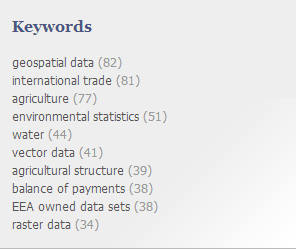 Keywords
geospatial data (82)
international trade (81)
agriculture (77)
environmental statistics (51)
water (44)
vector data (41)
agricultural structure (39)
balance of payments (38)
EEA owned data sets (38)
raster data (34)